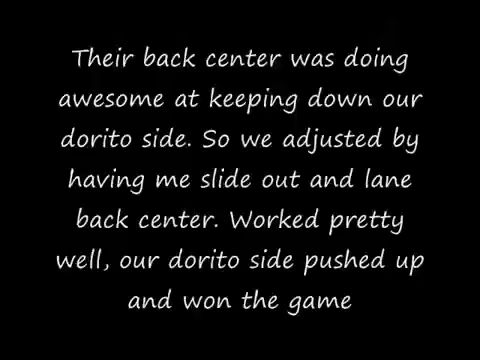 Their back center was doing
awesome at keeping down our
dorito side. So we adjusted by
having me slide out and lane
back center. Worked pretty
well, our dorito side pushed up
and won the game